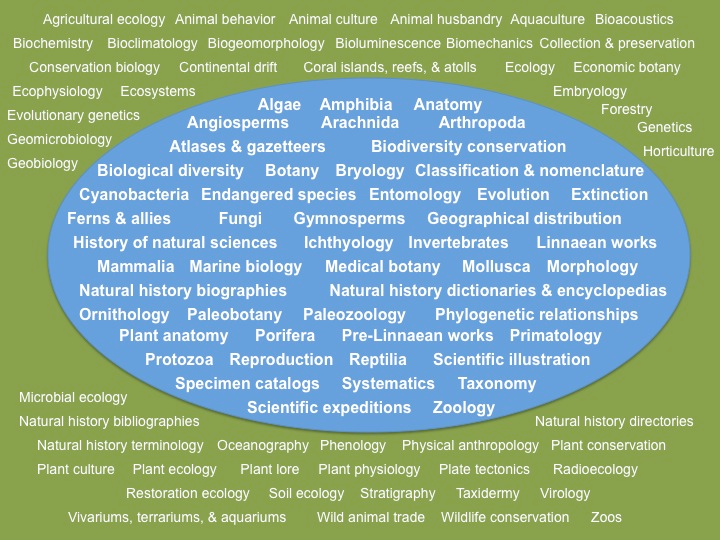 Agricultural ecology Animal behavior Animal culture Animal husbandry Aquaculture Bioacoustics
Biochemistry Bioclimatology Biogeomorphology Bioluminescence Biomechanics Collection & preservation
Conservation biology Continental drift Coral islands, reefs, & atolls Ecology Economic botany
Ecophysiology Ecosystems Embryology
Algae Amphibia Anatomy Forestry
Evolutionary genetics Angiosperms Arachnida Arthropoda Genetics
Geomicrobiology Atlases & gazetteers Biodiversity conservation Horticulture
Geobiology Biological diversity Botany Bryology Classification & nomenclature
Cyanobacteria Endangered species Entomology Evolution Extinction
Ferns & allies Fungi Gymnosperms Geographical distribution
History of natural sciences Ichthyology Invertebrates Linnaean works
Mammalia Marine biology Medical botany Mollusca Morphology
Natural history biographies Natural history dictionaries & encyclopedias
Ornithology Paleobotany Paleozoology Phylogenetic relationships
Plant anatomy Porifera Pre-Linnaean works Primatology
Protozoa Reproduction Reptilia Scientific illustration
Specimen catalogs Systematics Taxonomy
Microbial ecology Scientific expeditions Zoology
Natural history bibliographies Natural history directories
Natural history terminology Oceanography Phenology Physical anthropology Plant conservation
Plant culture Plant ecology Plant lore Plant physiology Plate tectonics Radioecology
Restoration ecology Soil ecology Stratigraphy Taxidermy Virology
Vivariums, terrariums, & aquariums Wild animal trade Wildlife conservation Zoos